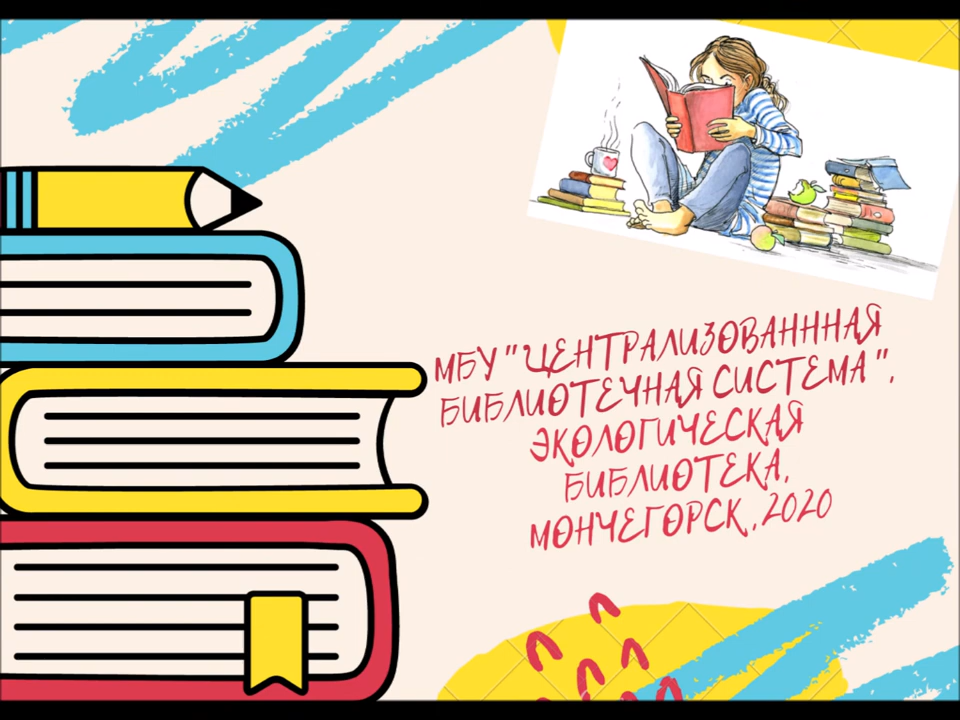 МБУ "ЦЕНТРАЛИЗОВАНННАЯ
БИБЛИОТЕЧНАЯ СИСТЕМА",
ЭКОЛОГИЧЕСКАЯ
БИБЛИОТЕКА,
МОНЧЕГОРСК, 2020